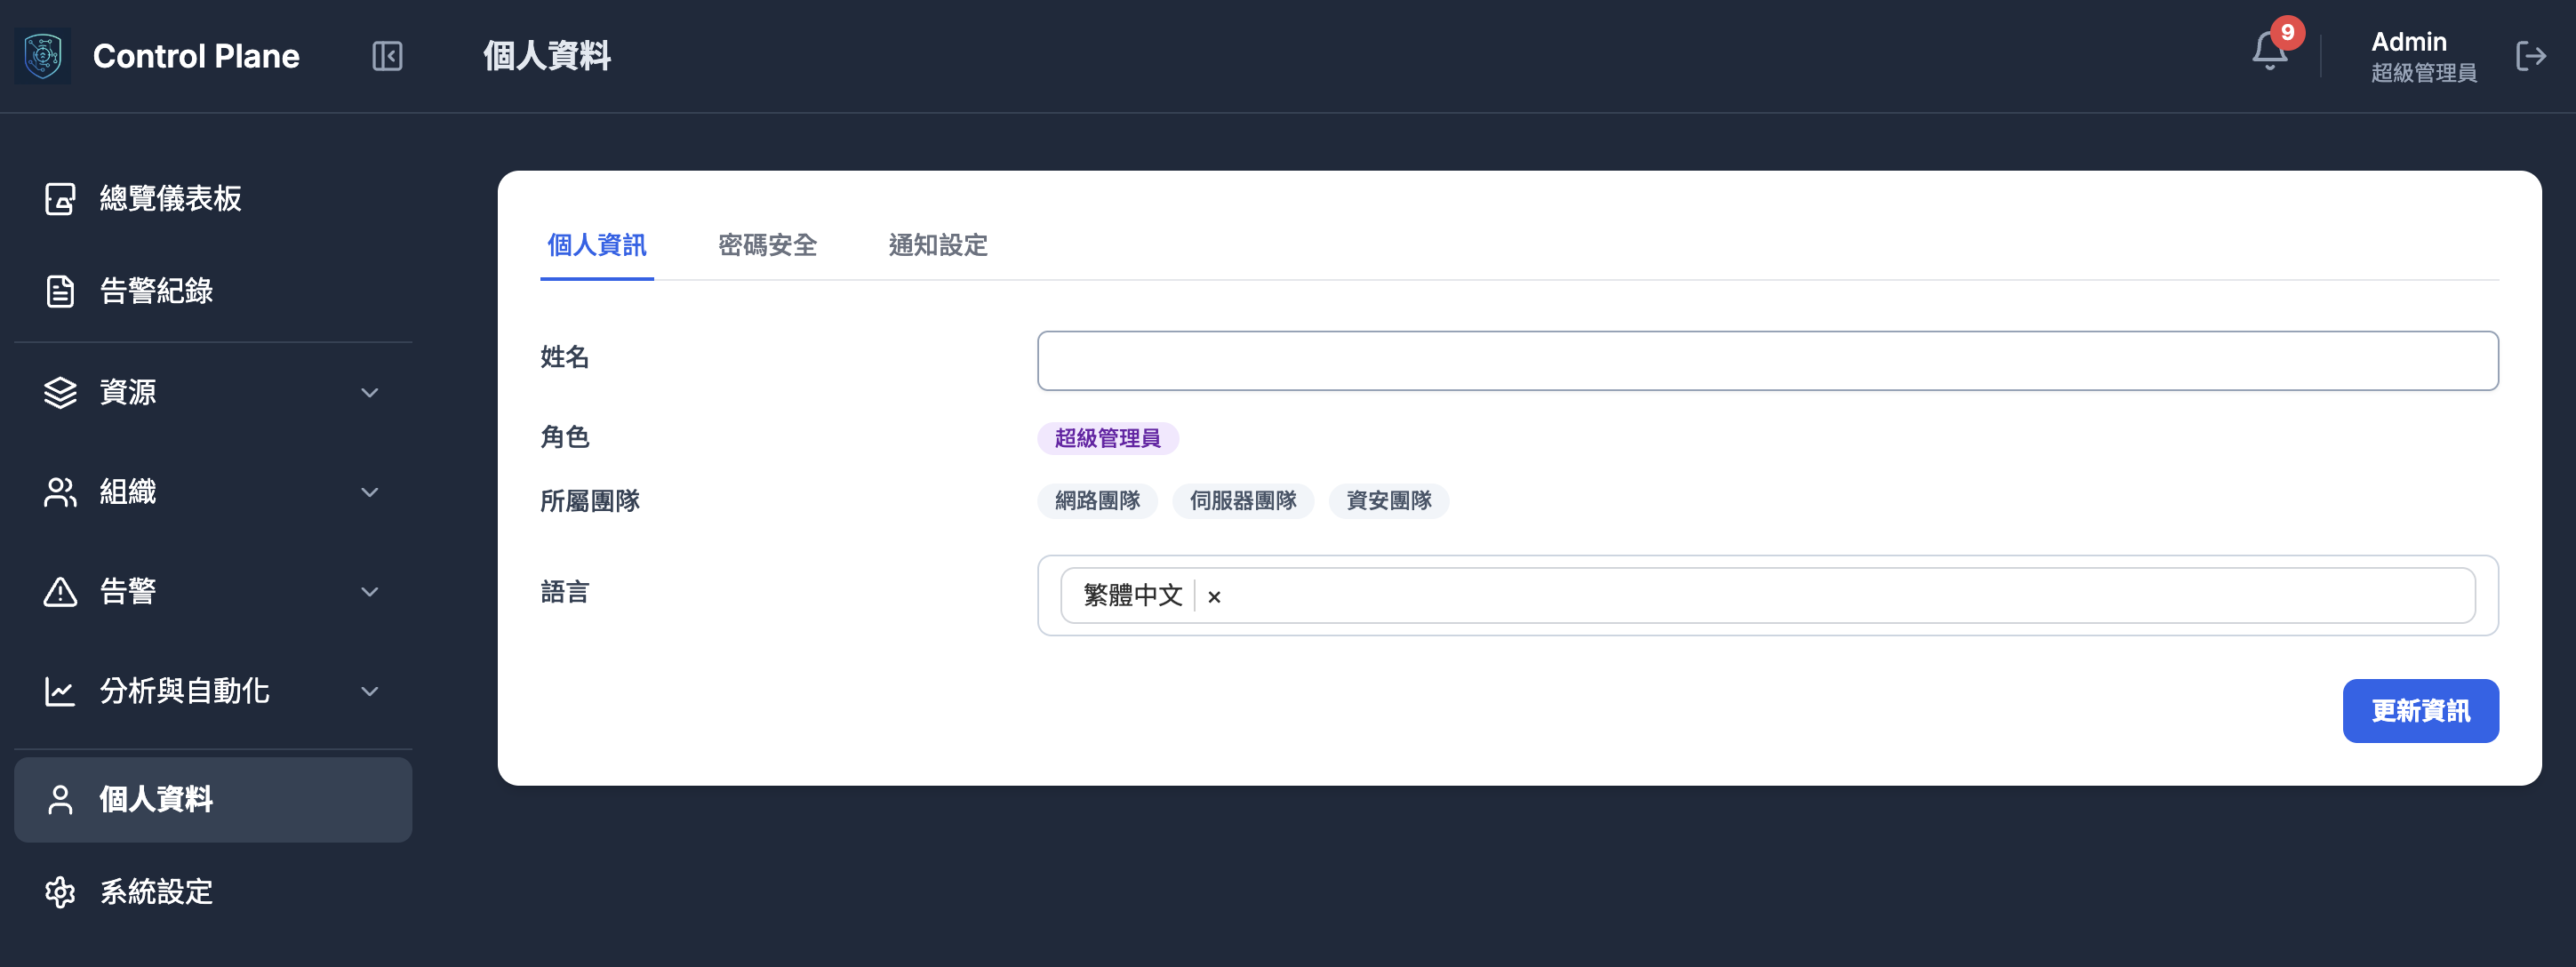 Control Plane
個人資料
9
Admin
超級管理員
總覽儀表板
告警紀錄
資源
組織
告警
分析與自動化
個人資料
系統設定
個人資訊 密碼安全 通知設定
姓名
角色 超級管理員
所屬團隊 網路團隊 伺服器團隊 資安團隊
語言 繁體中文 ×
更新資訊